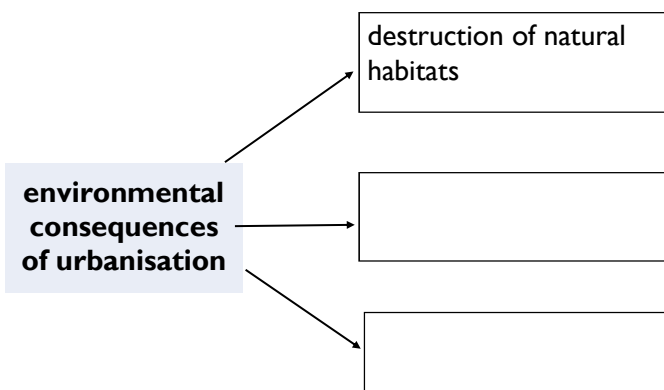 destruction of natural
habitats
environmental
consequences
of urbanisation